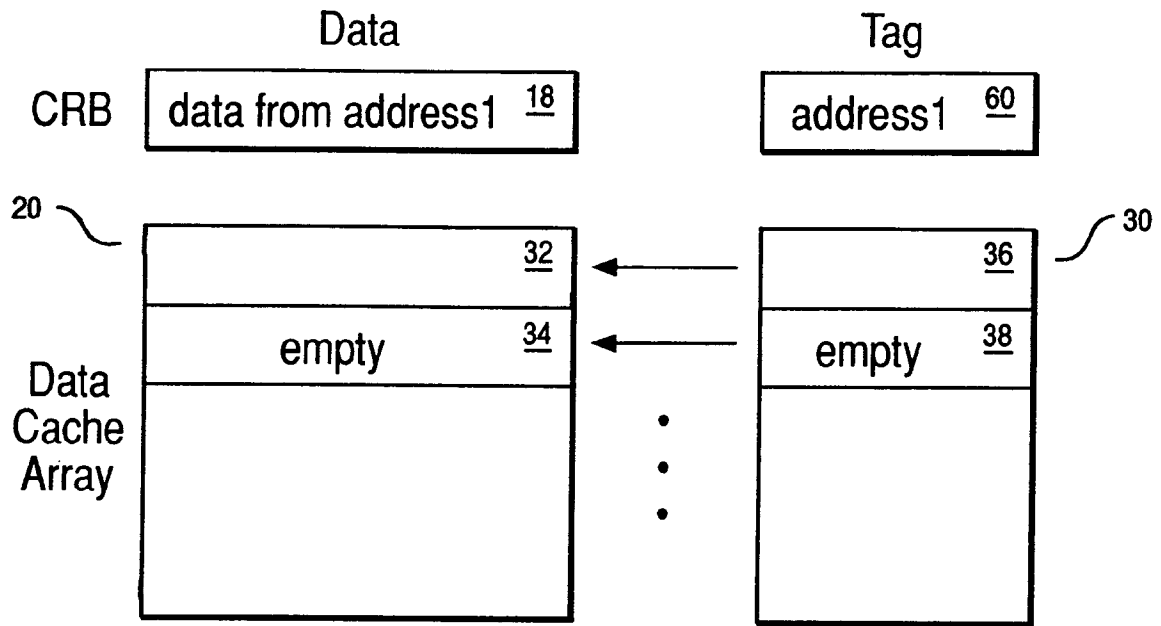 Data Tag
CRB data from address1 18 address1 60
20 30
32 36
empty 34 empty 38
Data
Cache
Array